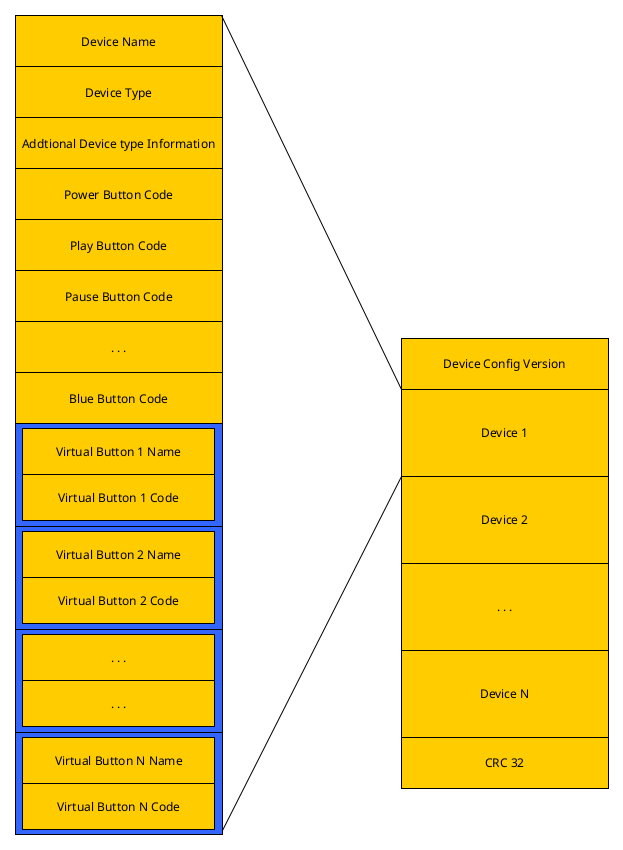 Device Name
Device Type
Addtional Device type Information
Power Button Code
Play Button Code
Pause Button Code
. . .
Blue Button Code
Virtual Button 1 Name
Virtual Button 1 Code
Virtual Button 2 Name
Virtual Button 2 Code
. . .
. . .
Virtual Button N Name
Virtual Button N Code
Device Config Version
Device 1
Device 2
. . .
Device N
CRC 32